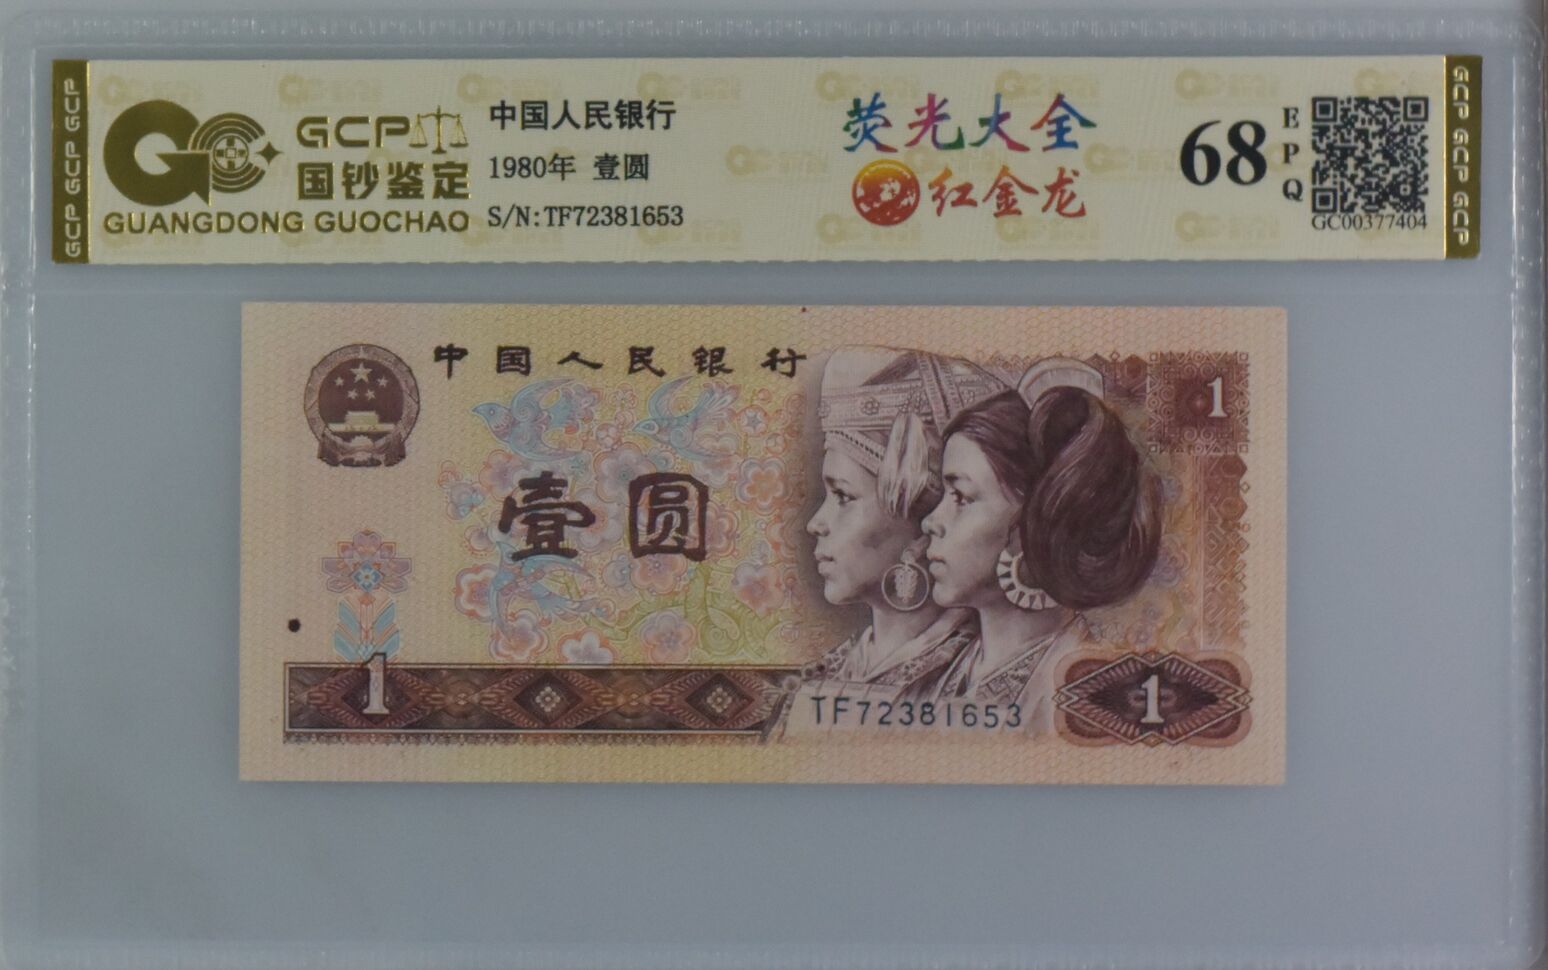 GCP GCP GCP
GCP
国钞鉴定
GUANGDONG GUOCHAO
中国人民银行
1980年 壹圆
S/N:TF72381653
荧光大全
红金龙
68
EPQ
GC00377404
GCP GCP GCP
中国人民银行
1
壹圆
1
TF72381653
1